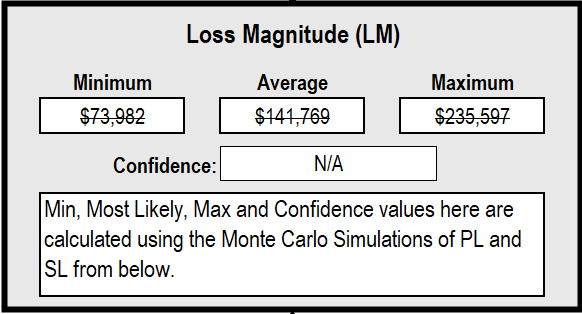 Loss Magnitude (LM)
Minimum Average Maximum
$73,982 $141,769 $235,597
Confidence: N/A
Min, Most Likely, Max and Confidence values here are
calculated using the Monte Carlo Simulations of PL and
SL from below.